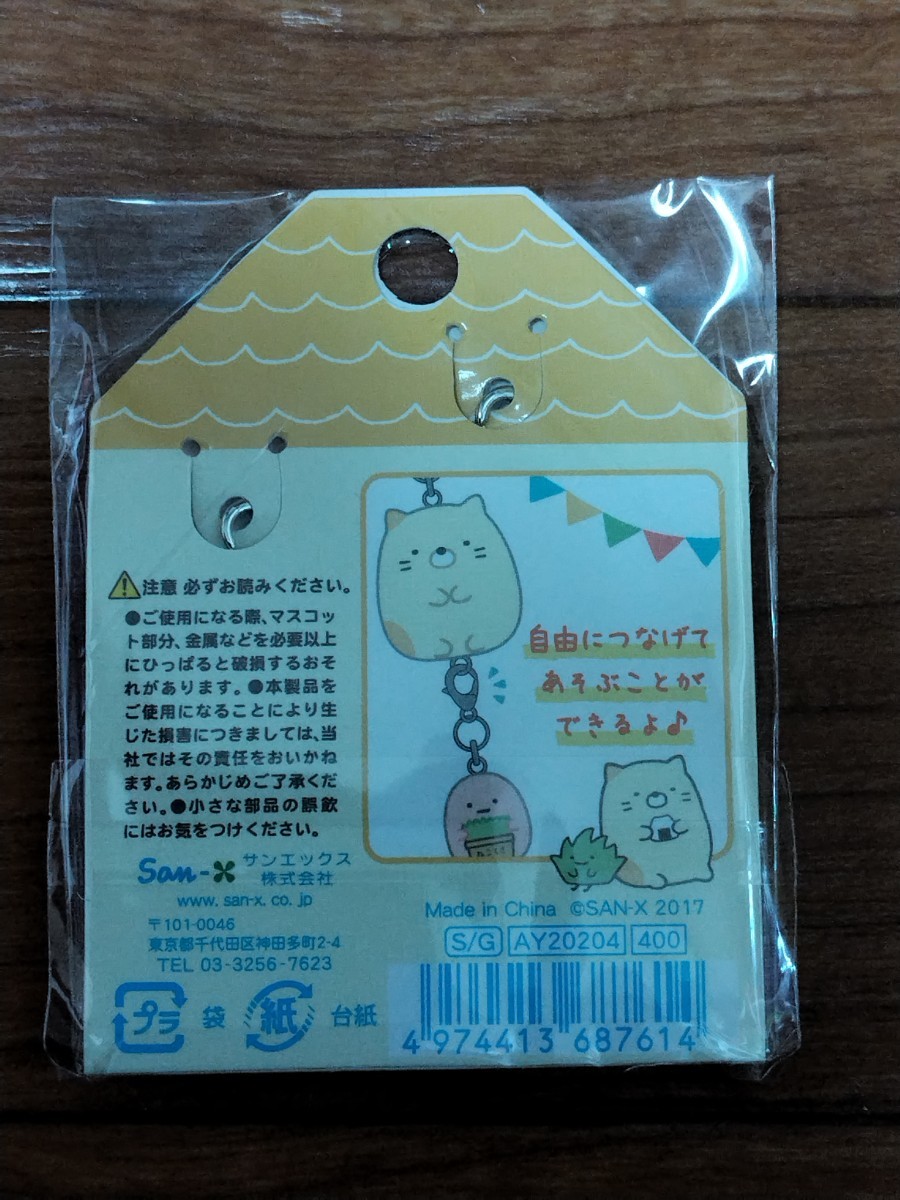 注意 必ずお読みください。
●ご使用になる際、マスコッ
ト部分、金属などを必要以上
にひっぱると破損するおそ
れがあります。●本製品を
ご使用になることにより生
じた損害につきましては、当
社ではその責任をおいかね
ます。あらかじめご了承くだ
さい。●小さな部品の誤飲
にはお気をつけください。
自由につなげて
あそぶことが
できるよ♪
ねこくさ
San-X サンエックス
株式会社
www. san-x. co. jp
〒101-0046
東京都千代田区神田多町2-4
TEL 03-3256-7623
プラ 袋 紙 台紙
Made in China ©SAN-X 2017
S/G AY20204 400
4 974413 687614